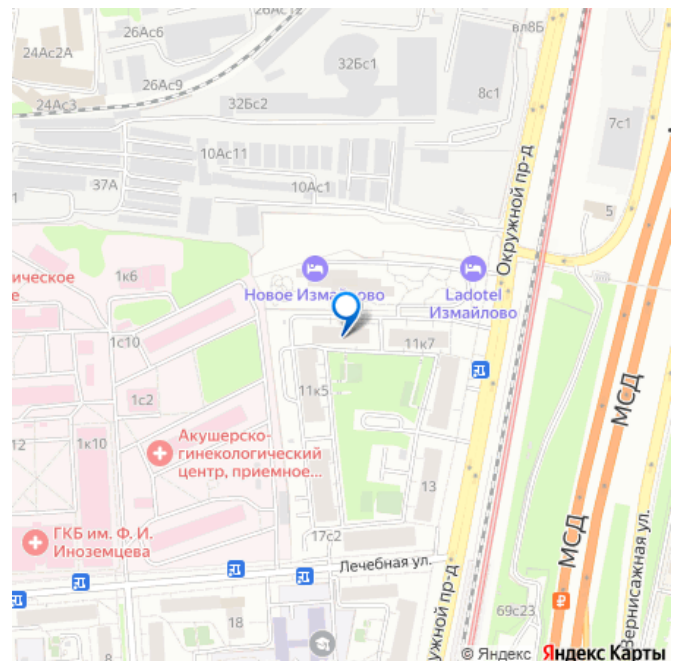 26Ас12
вл8Б
26Ас6
24Ас2А
32Бс1
26Ас9
8с1
24Ас3
32Бс2
7с1
10Ас11
37А
10Ас1
1
5
Окружной пр-д
ическое
е
1к6
Новое Измайлово
Ladotel
Измайлово
1с10
11к7
МСД
11к5
1с2
Акушерско-
гинекологический
центр, приемное...
12
1к10
13
ГКБ им. Ф. И.
Иноземцева
17с2
МСД
Лечебная ул.
Вернисажная ул.
18
69с23
ужной пр-д
© Яндекс Яндекс Карты